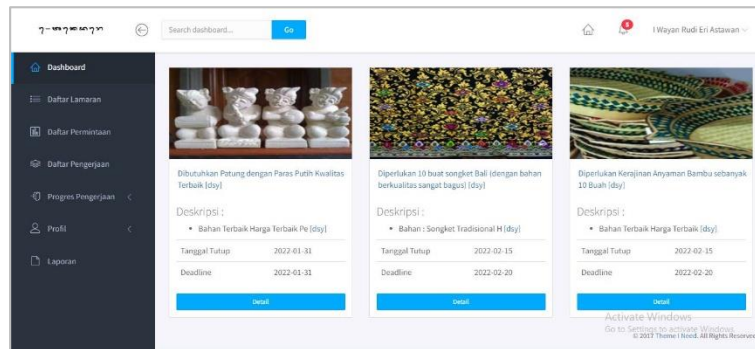 Search dashboard...
Go
8
I Wayan Rudi Eri Astawan
Dashboard
Daftar Lamaran
Daftar Permintaan
Daftar Pengerjaan
Progres Pengerjaan
Profil
Laporan
Dibutuhkan Patung dengan Paras Putih Kwalitas
Terbaik [dsy]
Deskripsi :
Bahan Terbaik Harga Terbaik Pe [dsy]
Tanggal Tutup 2022-01-31
Deadline 2022-01-31
Detail
Diperlukan 10 buat songket Bali (dengan bahan
berkualitas sangat bagus) [dsy]
Deskripsi :
Bahan : Songket Tradisional H [dsy]
Tanggal Tutup 2022-02-15
Deadline 2022-02-20
Detail
Diperlukan Kerajinan Anyaman Bambu sebanyak
10 Buah [dsy]
Deskripsi :
Bahan Terbaik Harga Terbaik [dsy]
Tanggal Tutup 2022-02-15
Deadline 2022-02-20
Detail
Activate Windows
Go to Settings to activate Windows.
© 2017 Theme I Need, All Rights Reserved